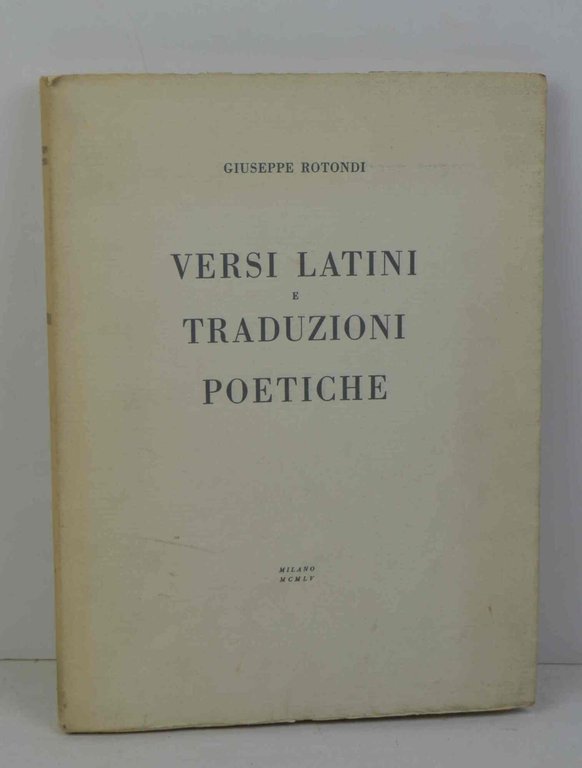 GIUSEPPE ROTONDI
VERSI LATINI
E
TRADUZIONI
POETICHE
MILANO
MCMLV